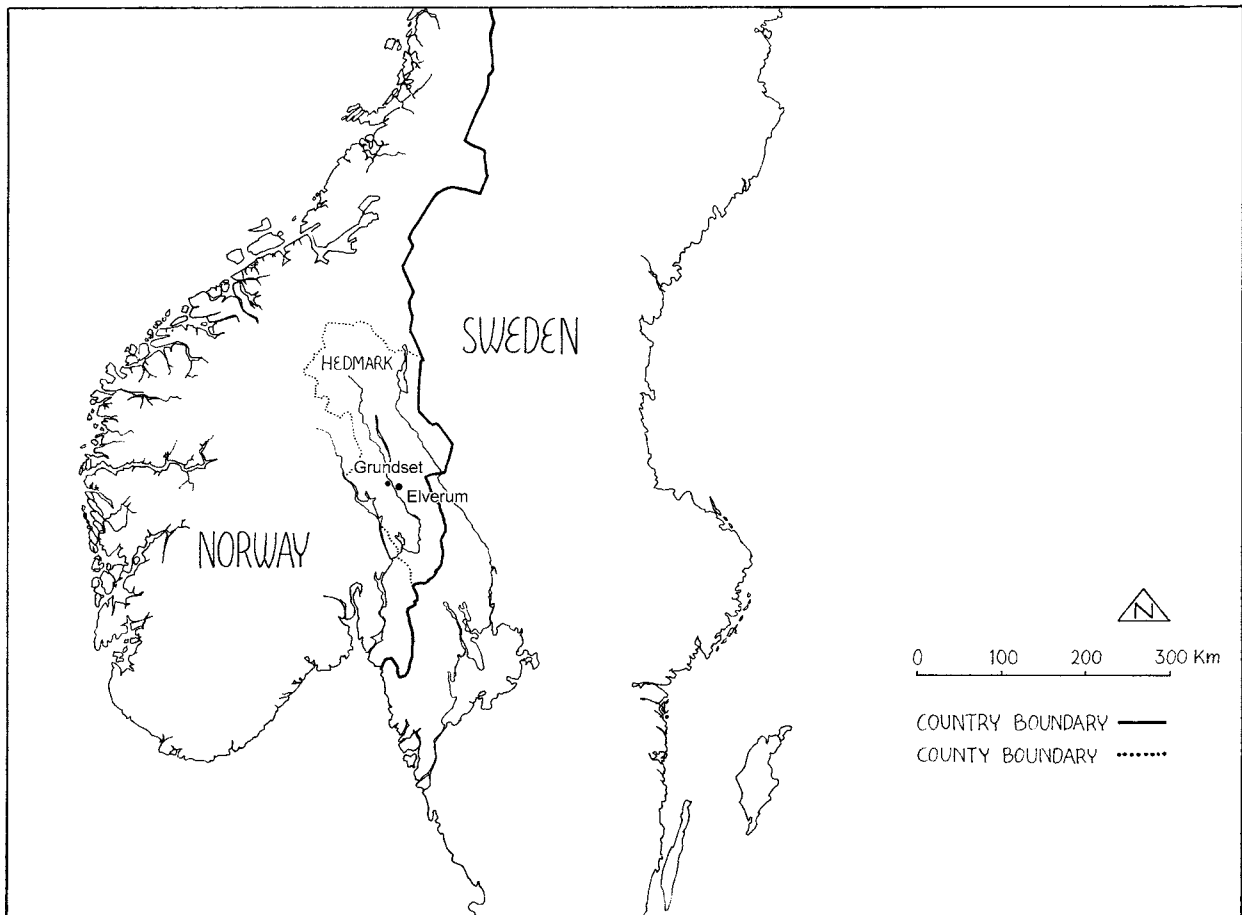 SWEDEN
HEDMARK
Grundset
Elverum
NORWAY
N
0 100 200 300 Km
COUNTRY BOUNDARY
COUNTY BOUNDARY